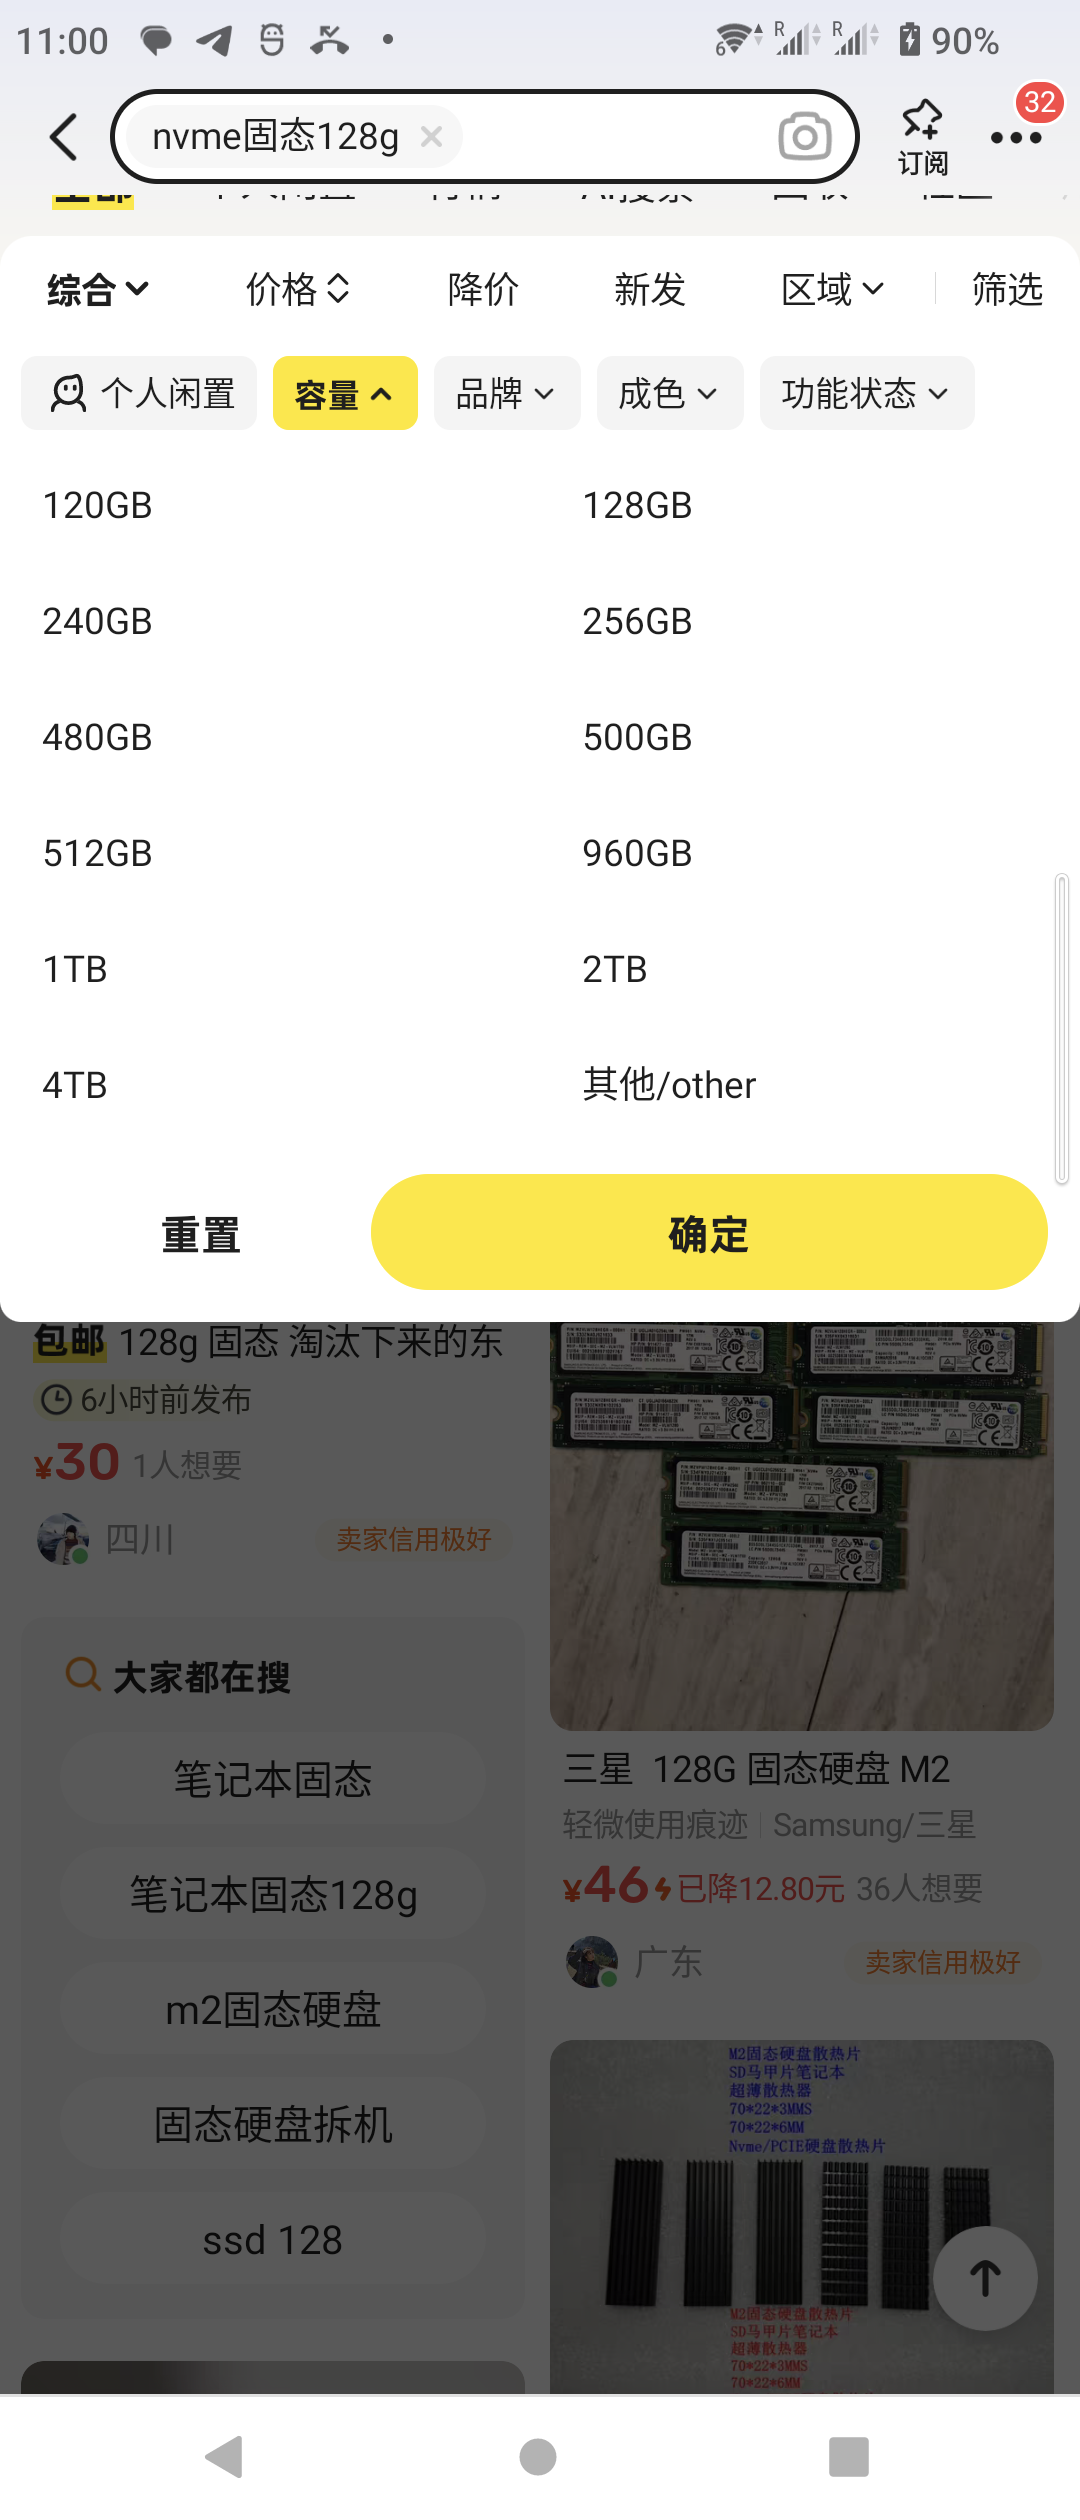 11:00
6
R
R
90%
nvme固态128g
订阅
32
综合
价格
降价
新发
区域
筛选
个人闲置
容量
品牌
成色
功能状态
120GB
128GB
240GB
256GB
480GB
500GB
512GB
960GB
1TB
2TB
4TB
其他/other
重置
确定
包邮 128g 固态 淘汰下来的东
6小时前发布
¥30 1人想要
四川
卖家信用极好
大家都在搜
笔记本固态
笔记本固态128g
m2固态硬盘
固态硬盘拆机
ssd 128
三星 128G 固态硬盘 M2
轻微使用痕迹 | Samsung/三星
¥46 已降12.80元 36人想要
广东
卖家信用极好
M2固态硬盘散热片
SD马甲片笔记本
超薄散热器
70*22*3MMS
70*22*6MM
Nvme/PCIE硬盘散热片
M2固态硬盘散热片
SD马甲片笔记本
超薄散热器
70*22*3MMS
70*22*6MM